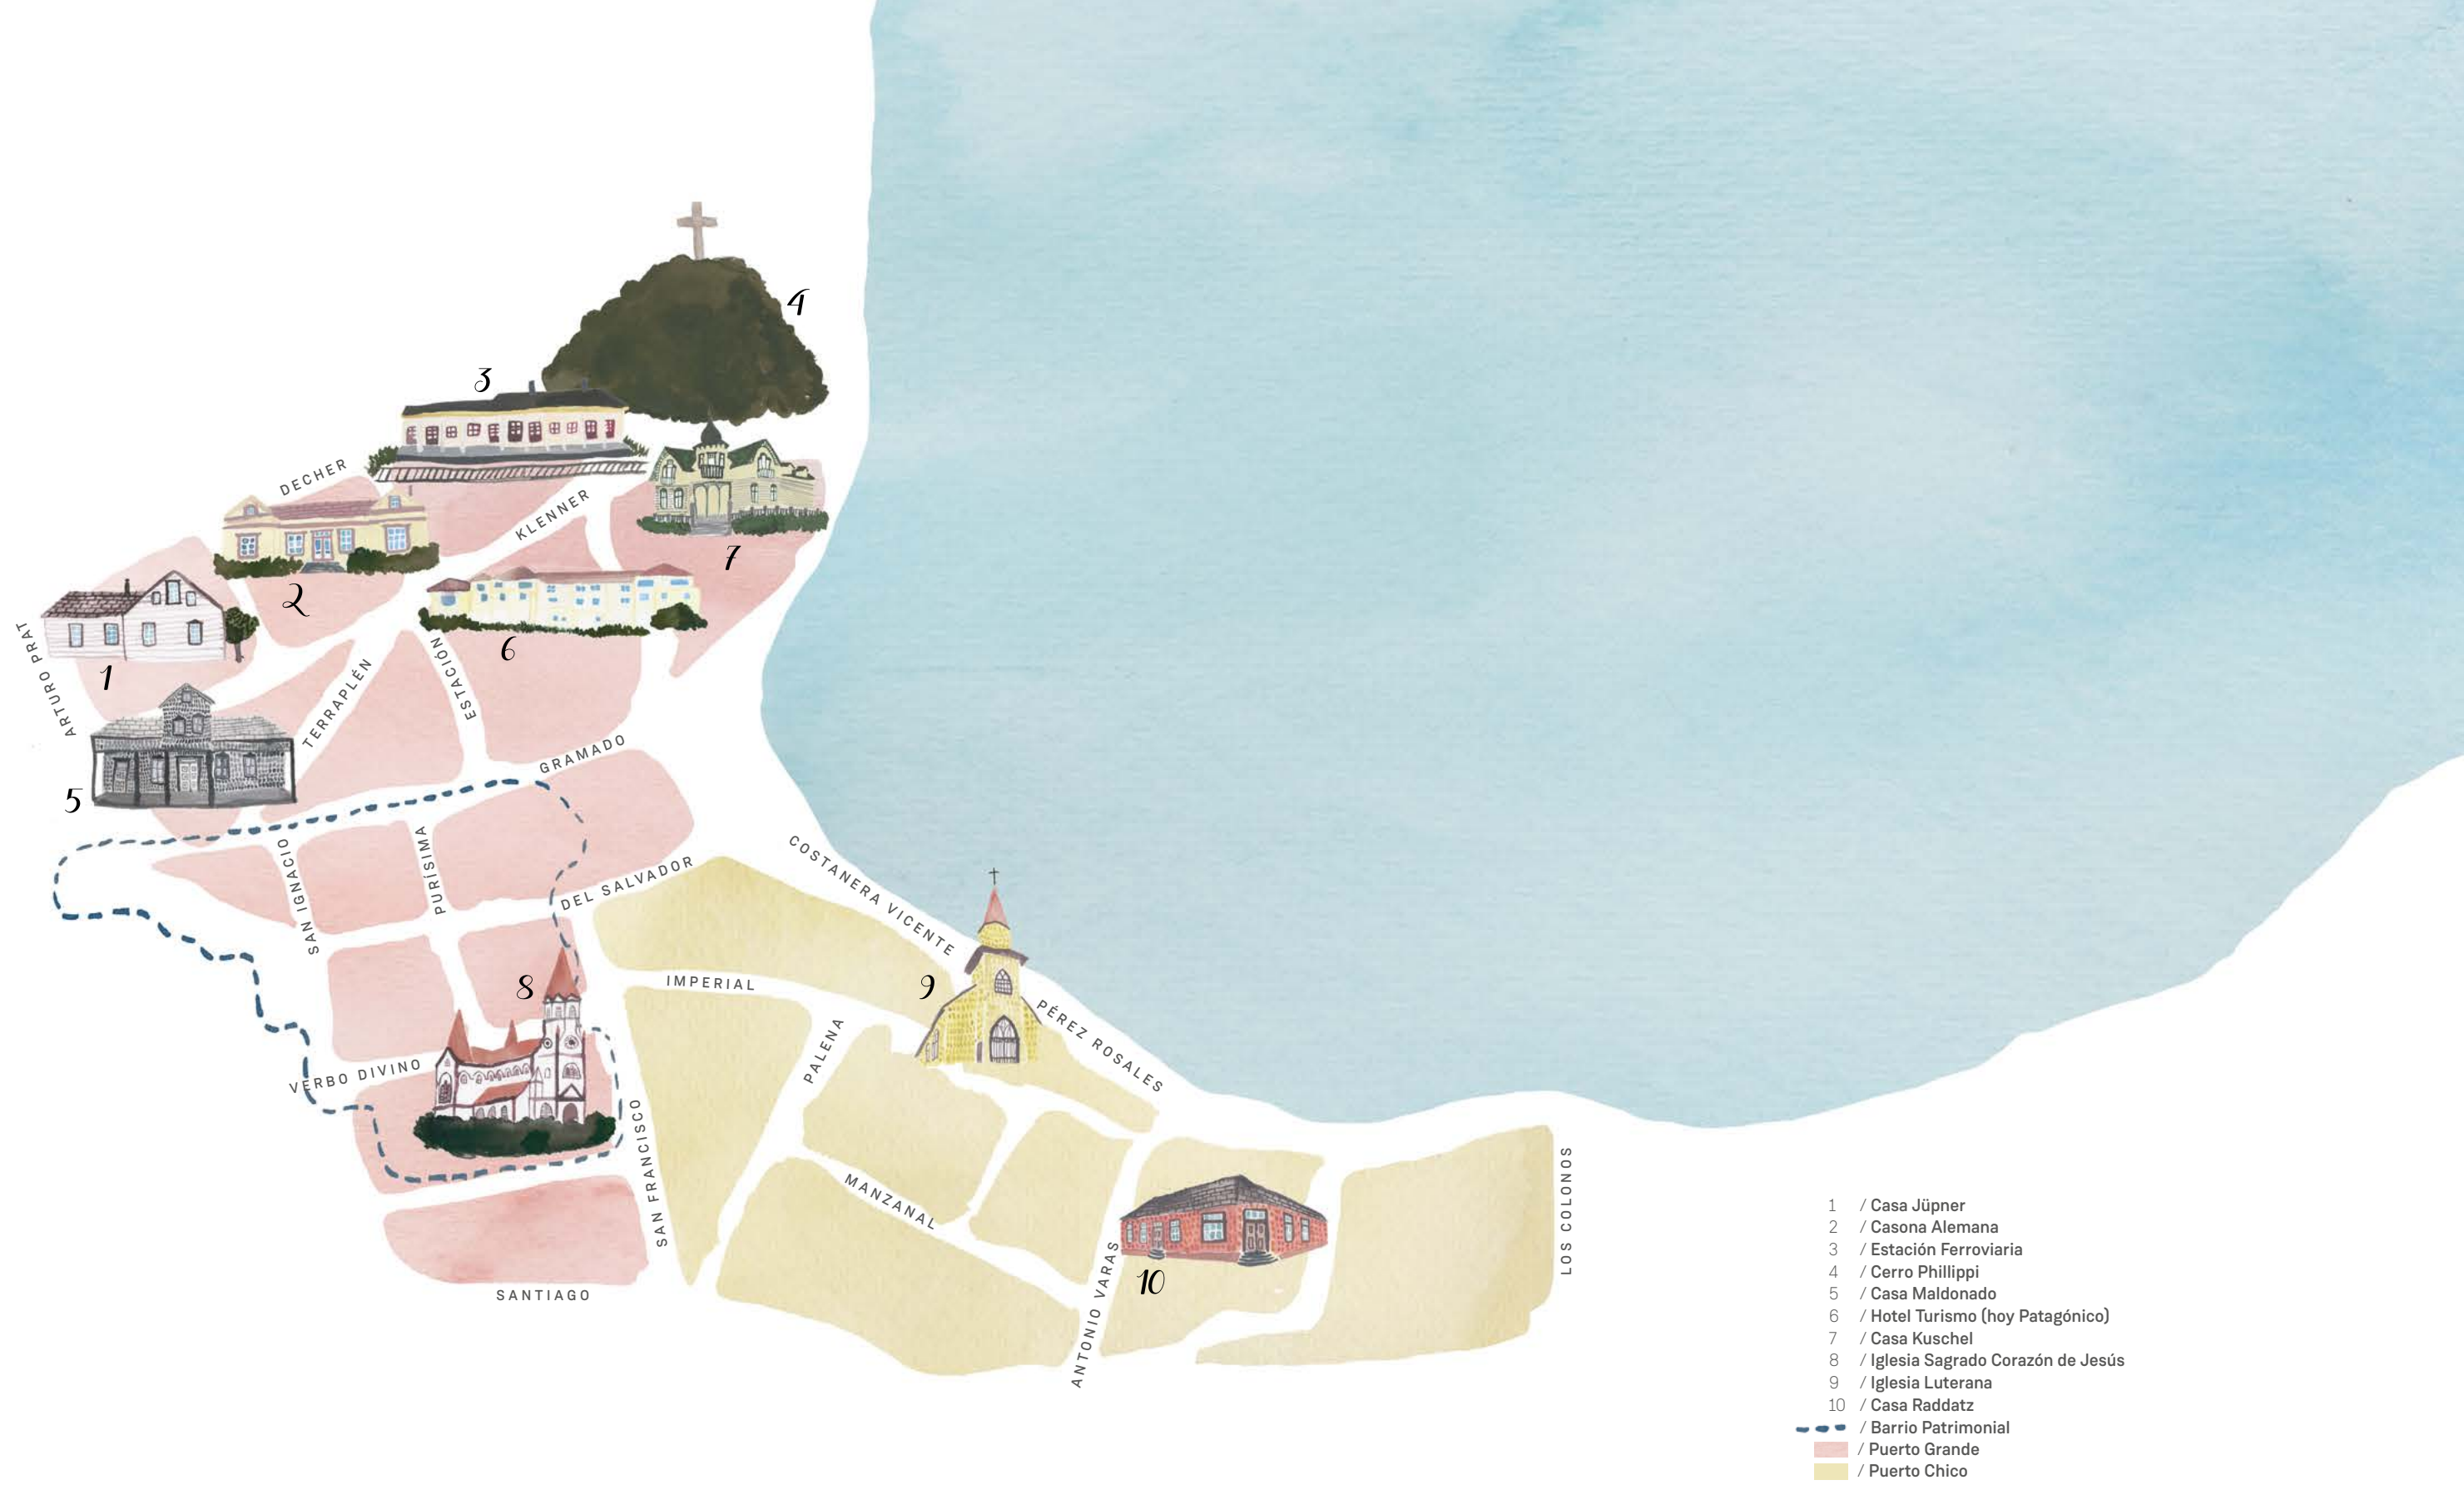 4
3
DECHER
KLENNER
7
2
6
1
ARTURO PRAT
ESTACIÓN
TERRAPLÉN
5
GRAMADO
SAN IGNACIO
PURÍSIMA
DEL SALVADOR
COSTANERA VICENTE
PÉREZ ROSALES
8
9
IMPERIAL
PALENA
VERBO DIVINO
SAN FRANCISCO
MANZANAL
LOS COLONOS
10
ANTONIO VARAS
SANTIAGO
1 / Casa Jüpner
2 / Casona Alemana
3 / Estación Ferroviaria
4 / Cerro Phillippi
5 / Casa Maldonado
6 / Hotel Turismo (hoy Patagónico)
7 / Casa Kuschel
8 / Iglesia Sagrado Corazón de Jesús
9 / Iglesia Luterana
10 / Casa Raddatz
/ Barrio Patrimonial
/ Puerto Grande
/ Puerto Chico